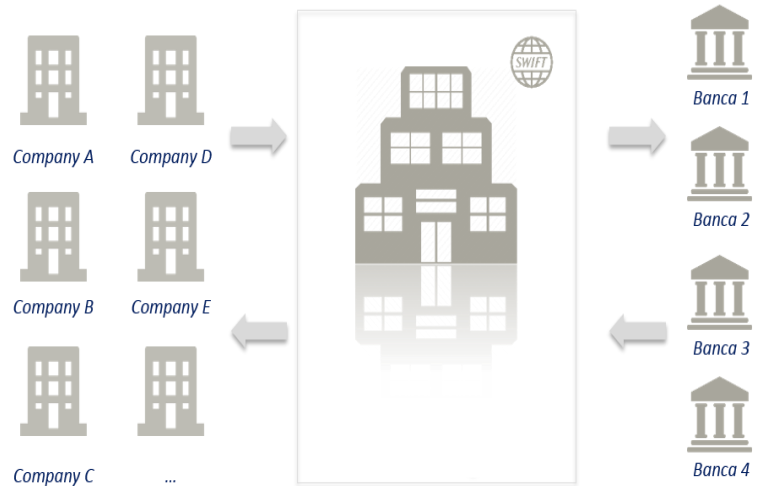 Company A
Company D
Company B
Company E
Company C
...
SWIFT
Banca 1
Banca 2
Banca 3
Banca 4